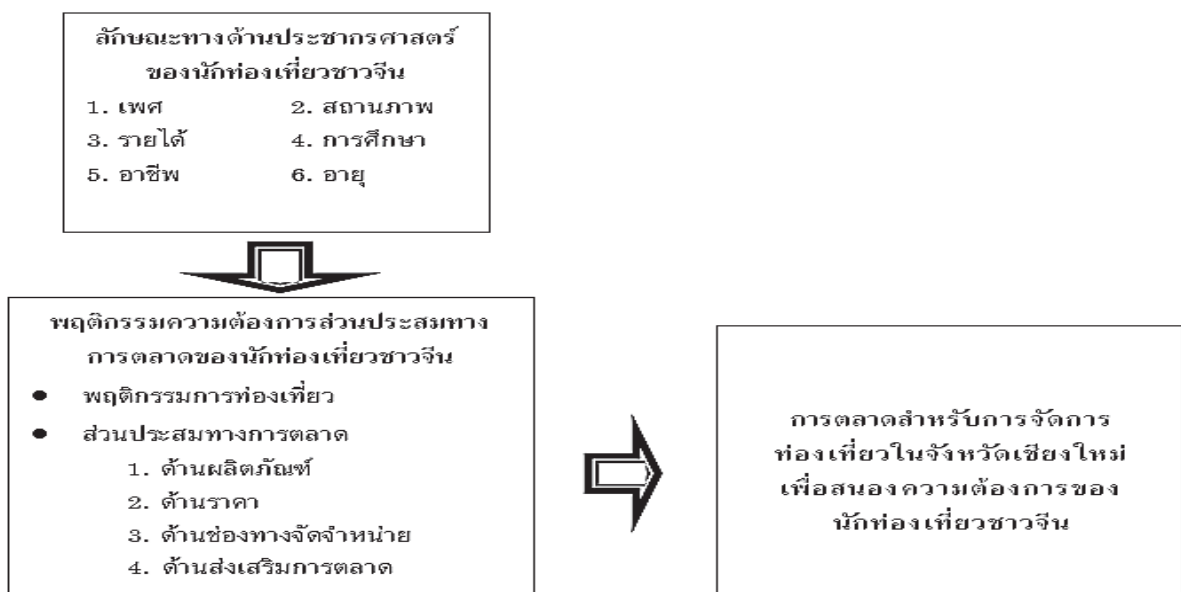 ลักษณะทางด้านประชากรศาสตร์
ของนักท่องเที่ยวชาวจีน
1. เพศ 2. สถานภาพ
3. รายได้ 4. การศึกษา
5. อาชีพ 6. อายุ
พฤติกรรมความต้องการส่วนประสมทาง
การตลาดของนักท่องเที่ยวชาวจีน
● พฤติกรรมการท่องเที่ยว
● ส่วนประสมทางการตลาด
1. ด้านผลิตภัณฑ์
2. ด้านราคา
3. ด้านช่องทางจัดจำหน่าย
4. ด้านส่งเสริมการตลาด
การตลาดสำหรับการจัดการ
ท่องเที่ยวในจังหวัดเชียงใหม่
เพื่อสนองความต้องการของ
นักท่องเที่ยวชาวจีน